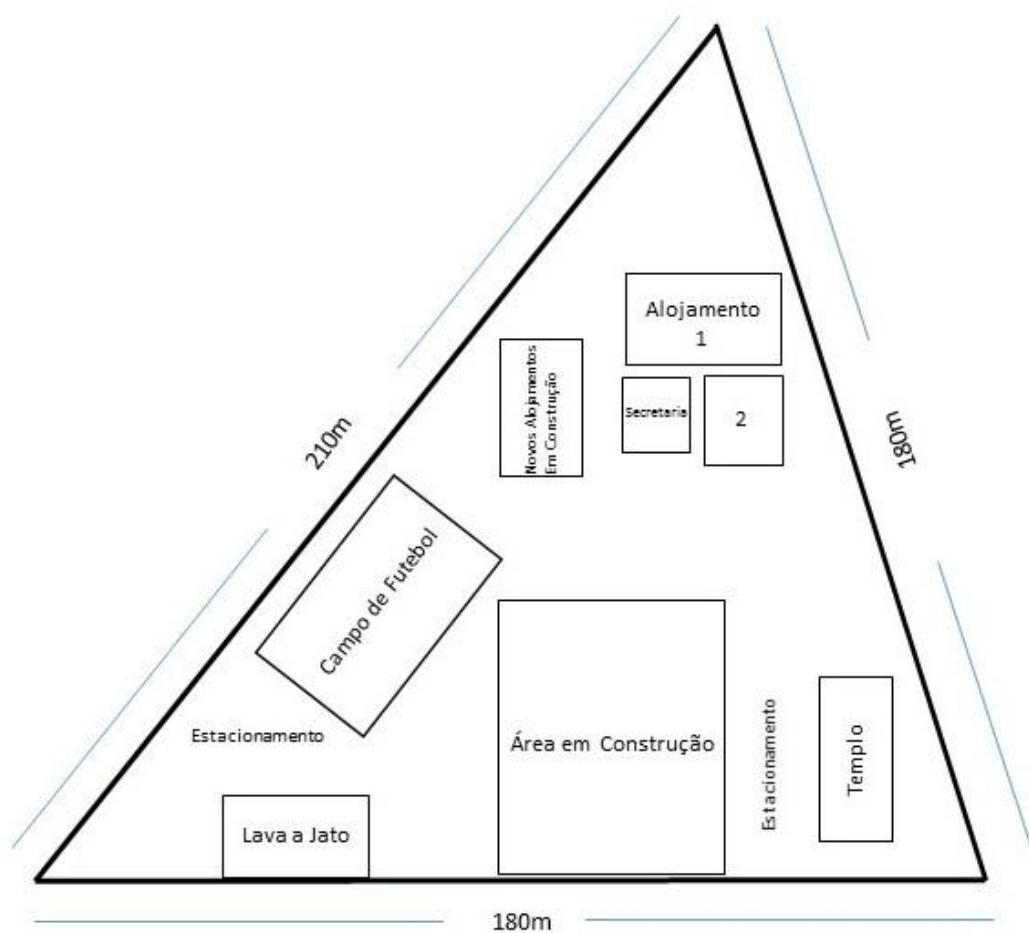 Alojamento
1
Novos Alojamentos
Em Construção
Secretaria
2
210m
180m
Campo de Futebol
Estacionamento
Área em Construção
Estacionamento
Templo
Lava a Jato
180m